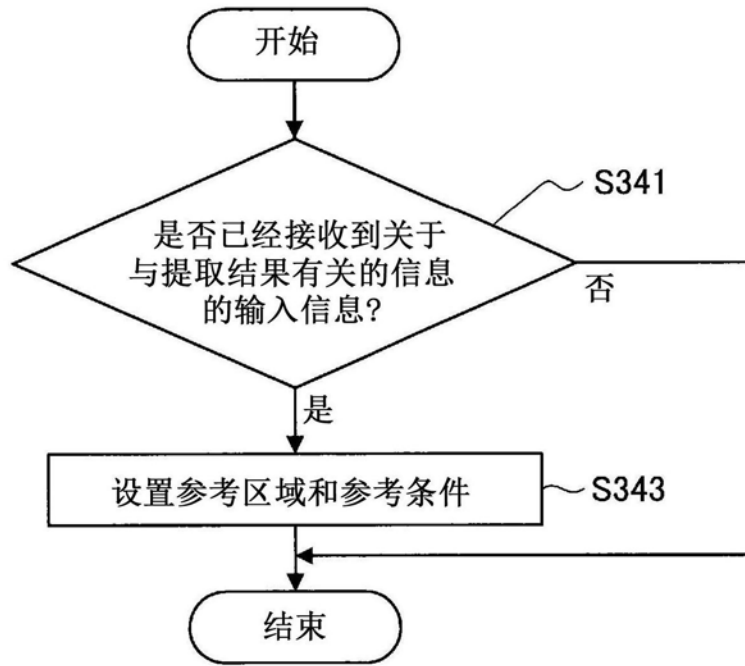 开始
S341
是否已经接收到关于
与提取结果有关的信息
的输入信息?
否
是
设置参考区域和参考条件
S343
结束